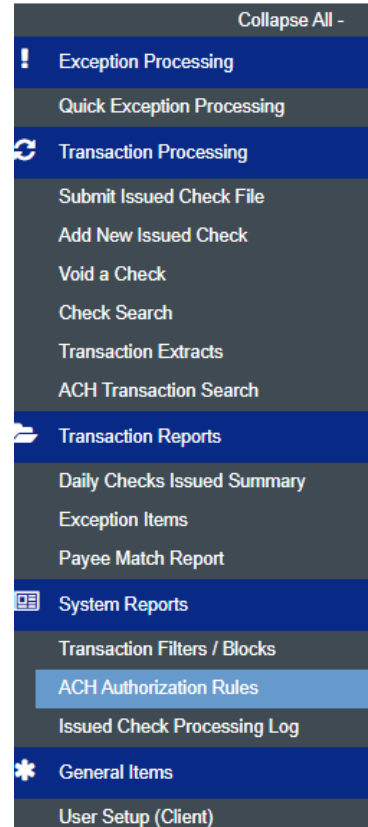 Collapse All -
Exception Processing
Quick Exception Processing
Transaction Processing
Submit Issued Check File
Add New Issued Check
Void a Check
Check Search
Transaction Extracts
ACH Transaction Search
Transaction Reports
Daily Checks Issued Summary
Exception Items
Payee Match Report
System Reports
Transaction Filters / Blocks
ACH Authorization Rules
Issued Check Processing Log
General Items
User Setup (Client)